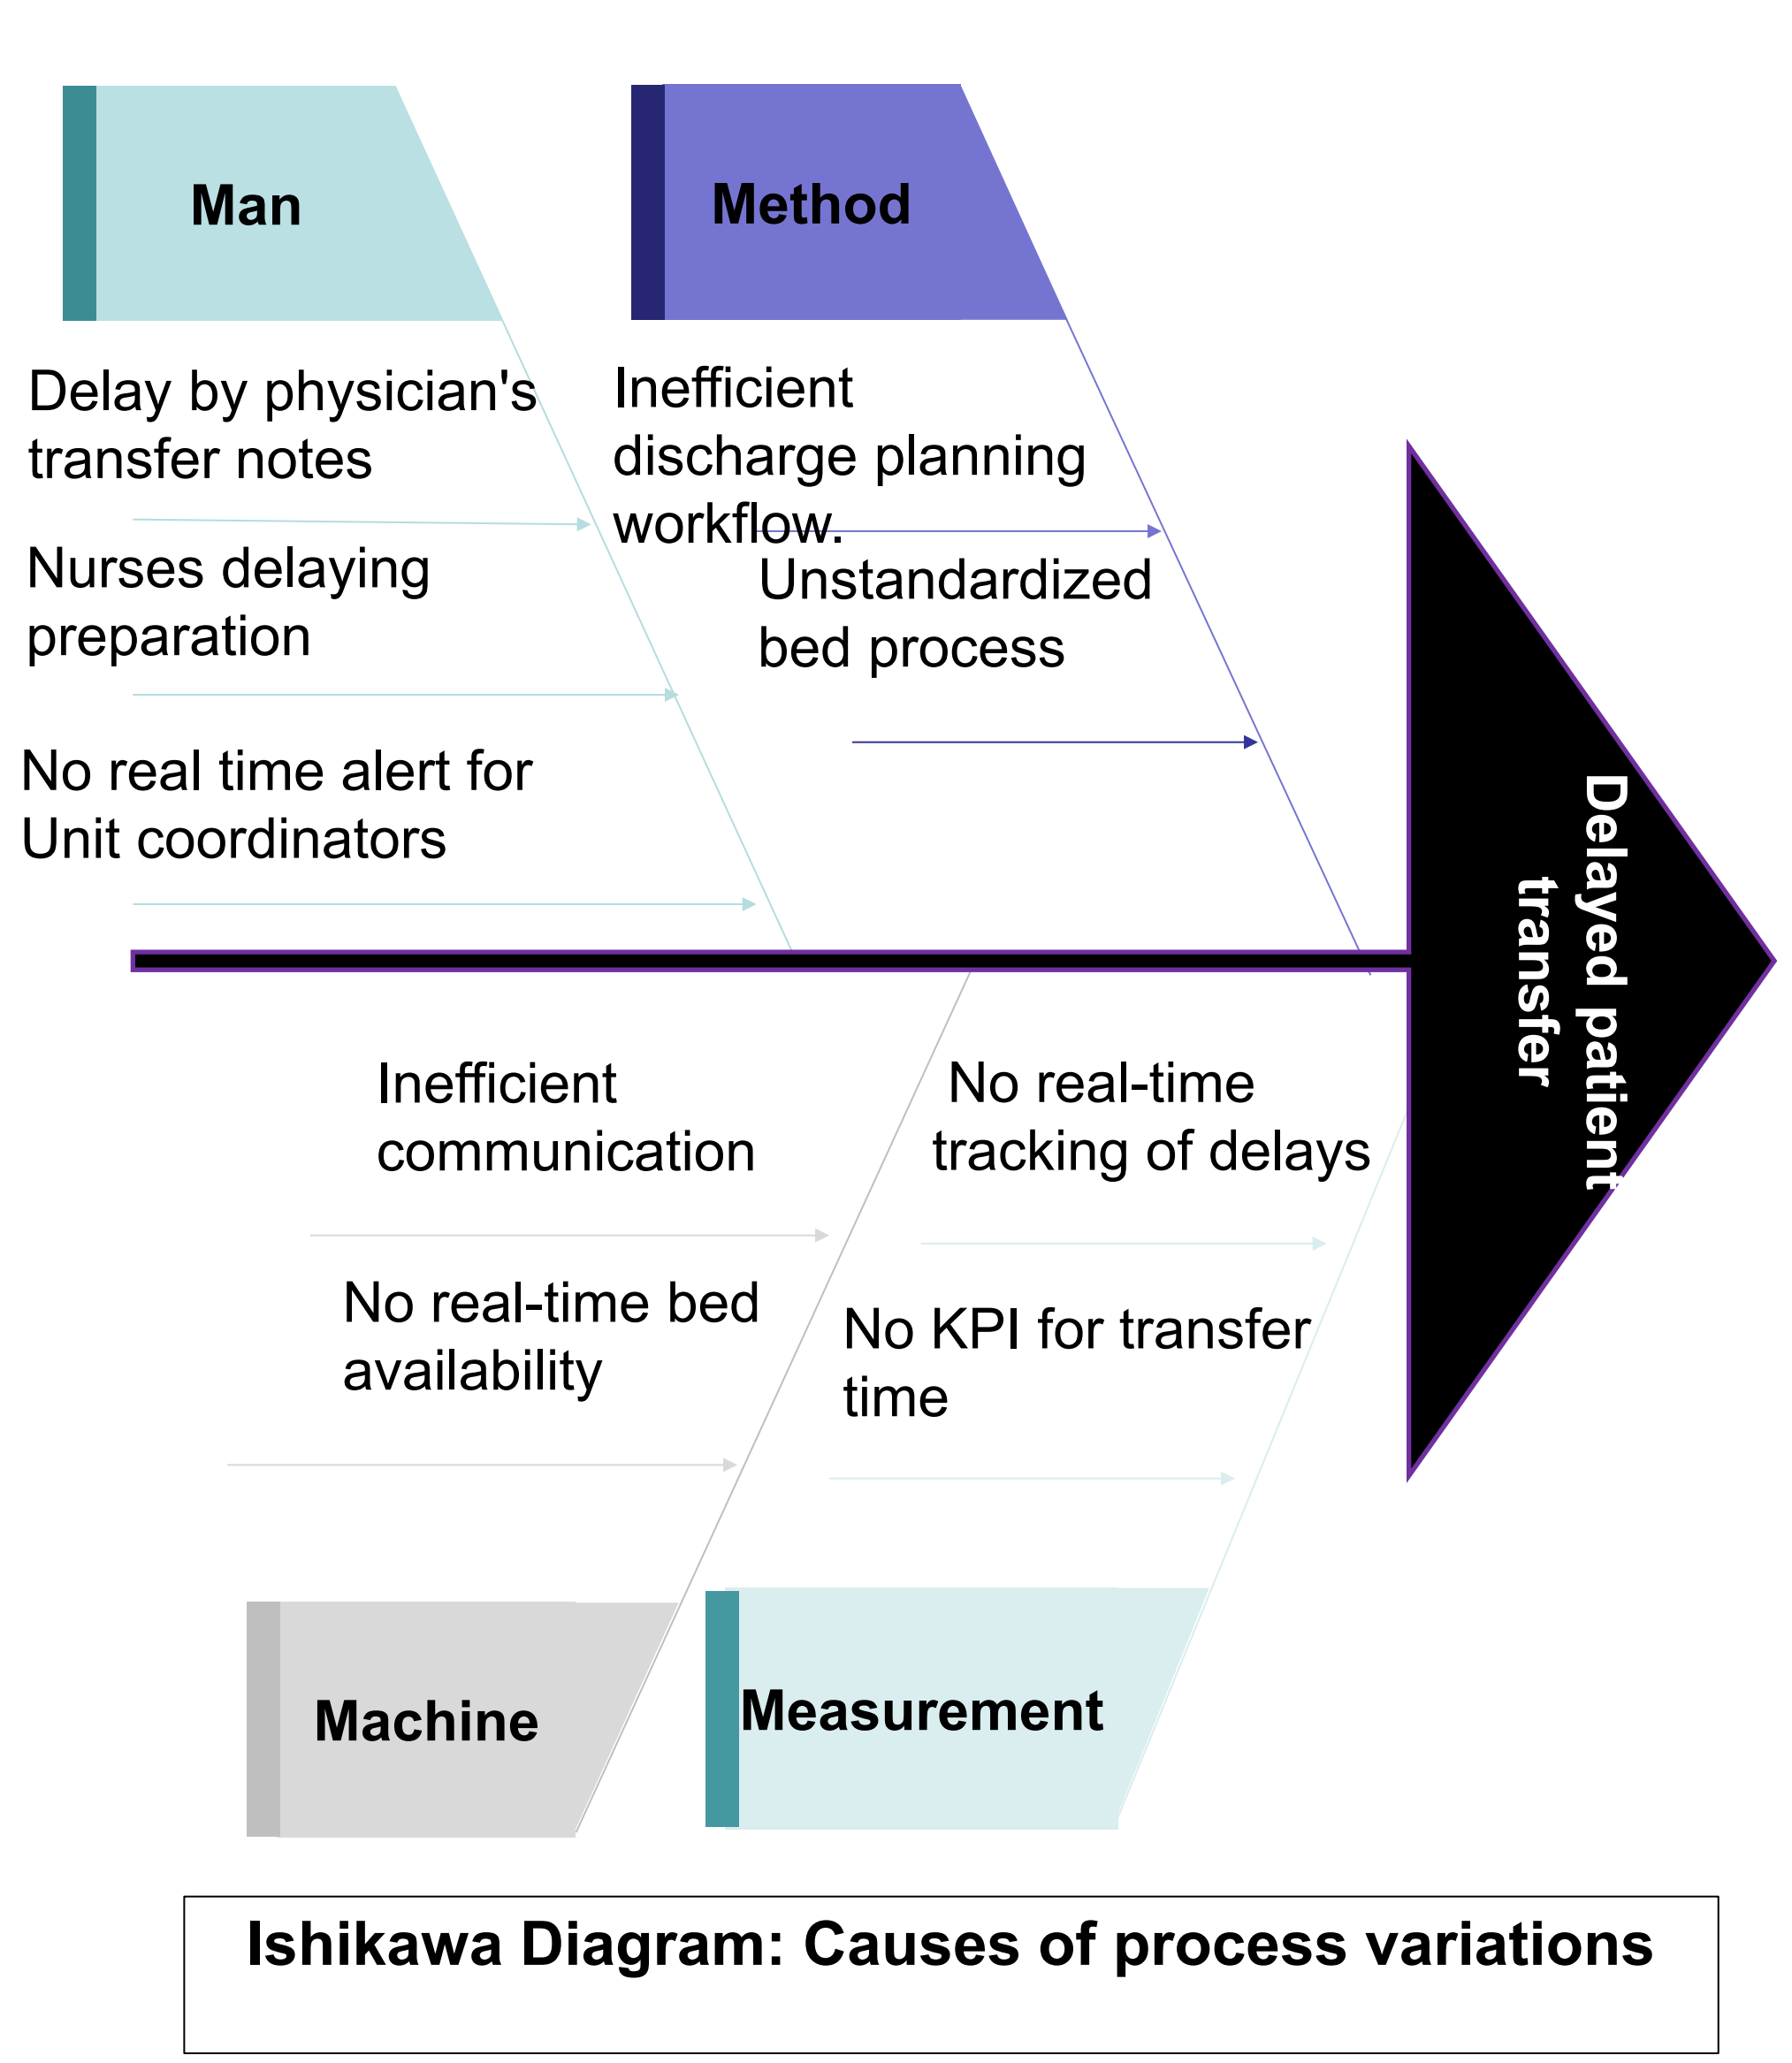 Man
Method
Delay by physician's
transfer notes
Nurses delaying
preparation
No real time alert for
Unit coordinators
Inefficient
discharge planning
workflow.
Unstandardized
bed process
Delayed patient
transfer
Inefficient
communication
No real-time bed
availability
No real-time
tracking of delays
No KPI for transfer
time
Machine
Measurement
Ishikawa Diagram: Causes of process variations